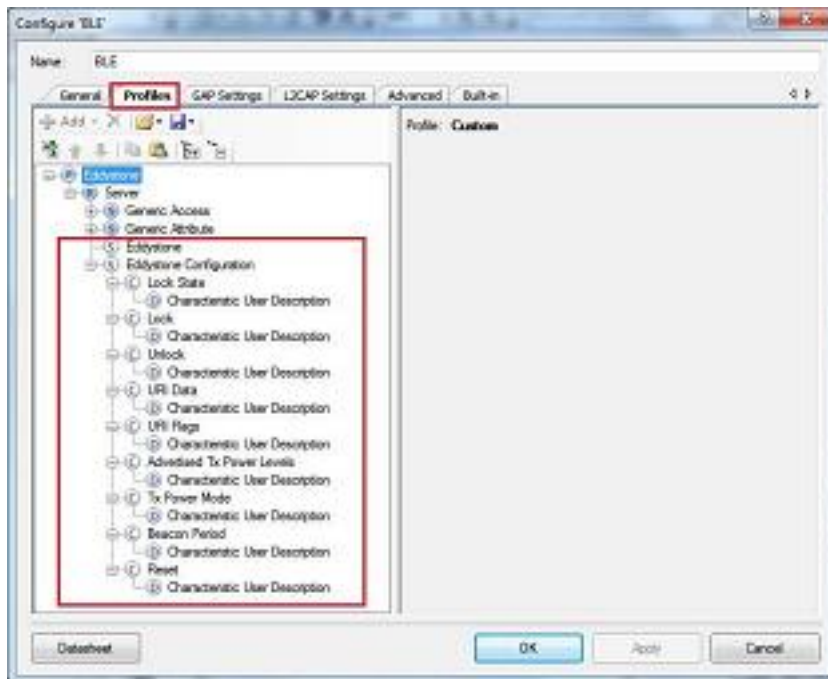 Configure 'BLE'
Name: BLE
General Profiles GAP Settings L2CAP Settings Advanced Built-in
Add
Profile: Custom
Eddystone
Server
Generic Access
Generic Attribute
Eddystone
Eddystone Configuration
Lock State
Characteristic User Description
Lock
Characteristic User Description
Unlock
Characteristic User Description
URI Data
Characteristic User Description
URI Flags
Characteristic User Description
Advertised Tx Power Levels
Characteristic User Description
Tx Power Mode
Characteristic User Description
Beacon Period
Characteristic User Description
Reset
Characteristic User Description
Datasheet OK Apply Cancel